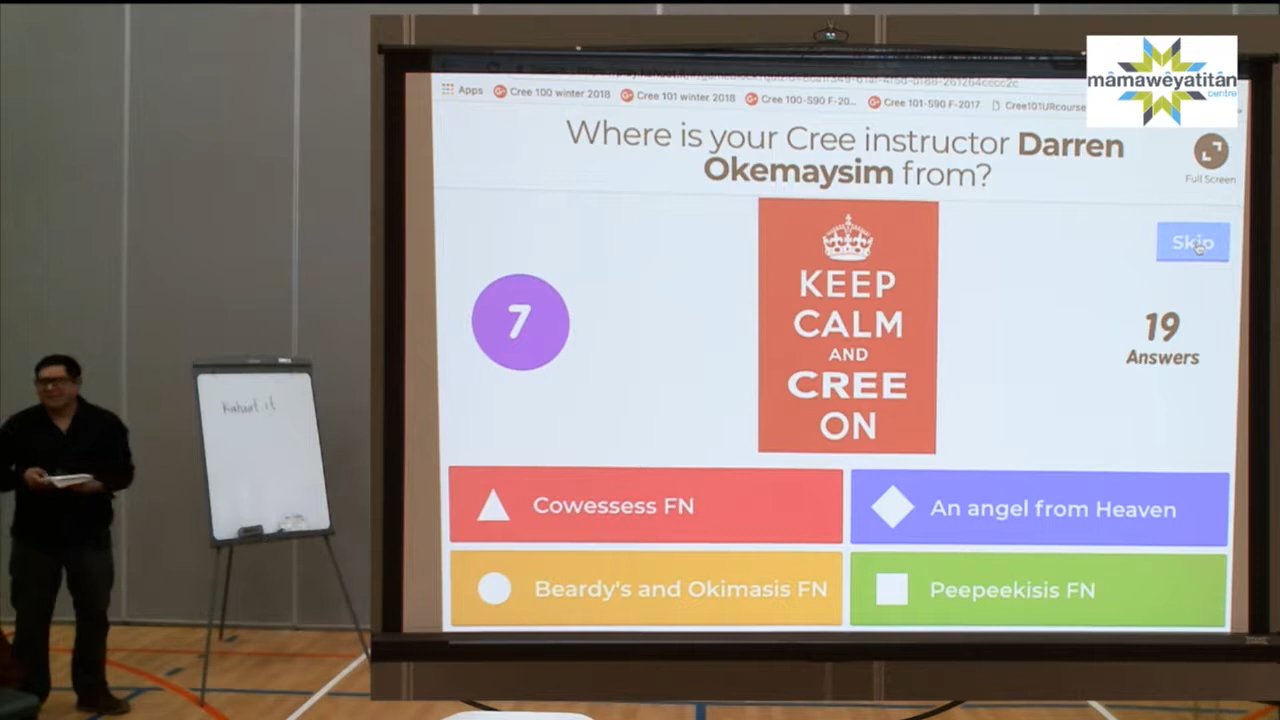 mâmawêyatitân
centre
Apps
Cree 100 winter 2018
Cree 101 winter 2018
Cree 100-S90 F-20...
Cree 101-S90 F-2017
Cree101URcourse
Where is your Cree instructor Darren
Okemaysim from?
Full Screen
Skip
7
19
Answers
KEEP
CALM
AND
CREE
ON
Kahoot it
Cowessess FN
An angel from Heaven
Beardy's and Okimasis FN
Peepeekisis FN